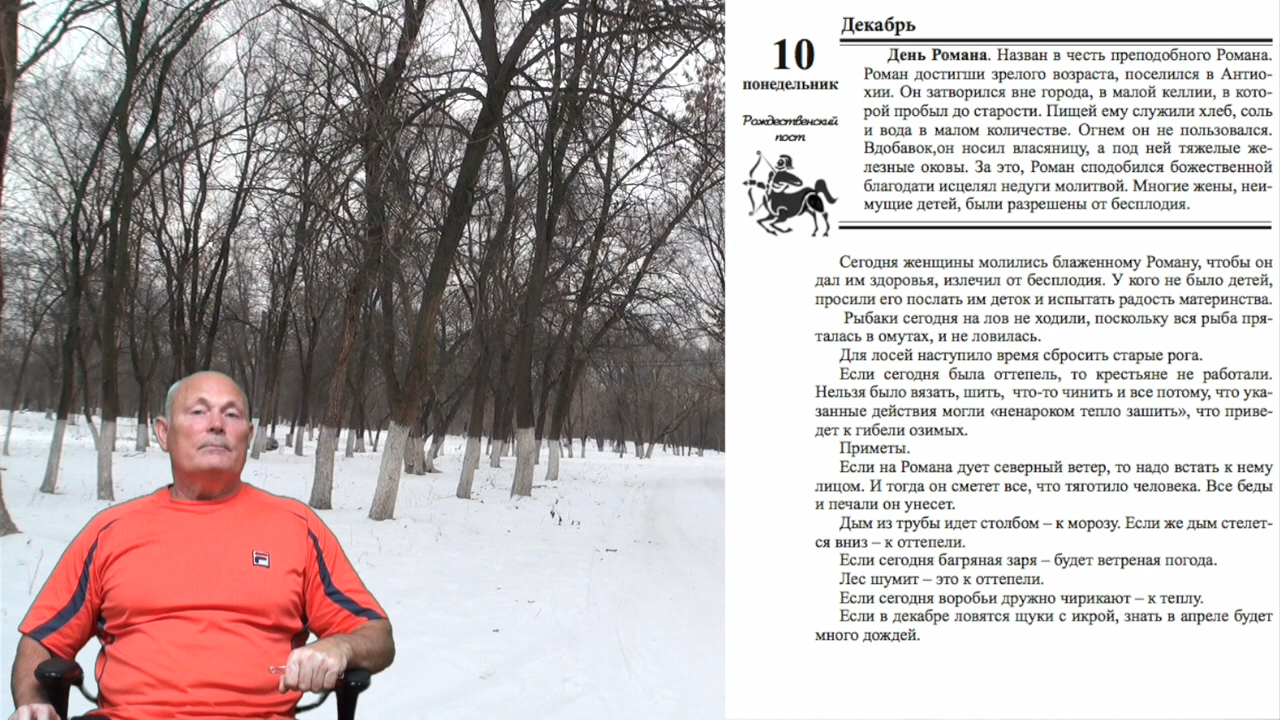 Декабрь
10
понедельник
Рождественский
пост
День Романа. Назван в честь преподобного Романа.
Роман достигши зрелого возраста, поселился в Антио-
хии. Он затворился вне города, в малой келлии, в кото-
рой пробыл до старости. Пищей ему служили хлеб, соль
и вода в малом количестве. Огнем он не пользовался.
Вдобавок,он носил власяницу, а под ней тяжелые же-
лезные оковы. За это, Роман сподобился божественной
благодати исцелял недуги молитвой. Многие жены, неи-
мущие детей, были разрешены от бесплодия.
Сегодня женщины молились блаженному Роману, чтобы он
дал им здоровья, излечил от бесплодия. У кого не было детей,
просили его послать им деток и испытать радость материнства.
Рыбаки сегодня на лов не ходили, поскольку вся рыба пря-
талась в омутах, и не ловилась.
Для лосей наступило время сбросить старые рога.
Если сегодня была оттепель, то крестьяне не работали.
Нельзя было вязать, шить, что-то чинить и все потому, что ука-
занные действия могли «ненароком тепло зашить», что приве-
дет к гибели озимых.
Приметы.
Если на Романа дует северный ветер, то надо встать к нему
лицом. И тогда он сметет все, что тяготило человека. Все беды
и печали он унесет.
Дым из трубы идет столбом – к морозу. Если же дым стелет-
ся вниз – к оттепели.
Если сегодня багряная заря – будет ветреная погода.
Лес шумит – это к оттепели.
Если сегодня воробьи дружно чирикают – к теплу.
Если в декабре ловятся щуки с икрой, знать в апреле будет
много дождей.